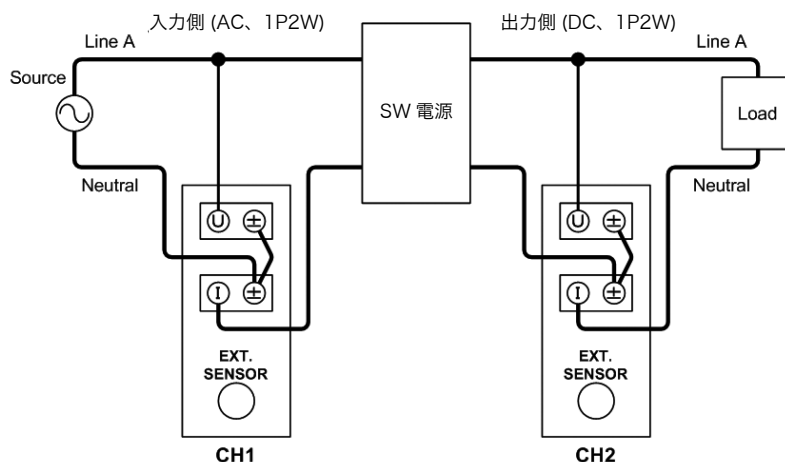 入力側 (AC、1P2W)
出力側 (DC、1P2W)
Line A
Line A
Source
SW 電源
Load
Neutral
Neutral
U ±
U ±
I ±
I ±
EXT.
SENSOR
EXT.
SENSOR
CH1
CH2